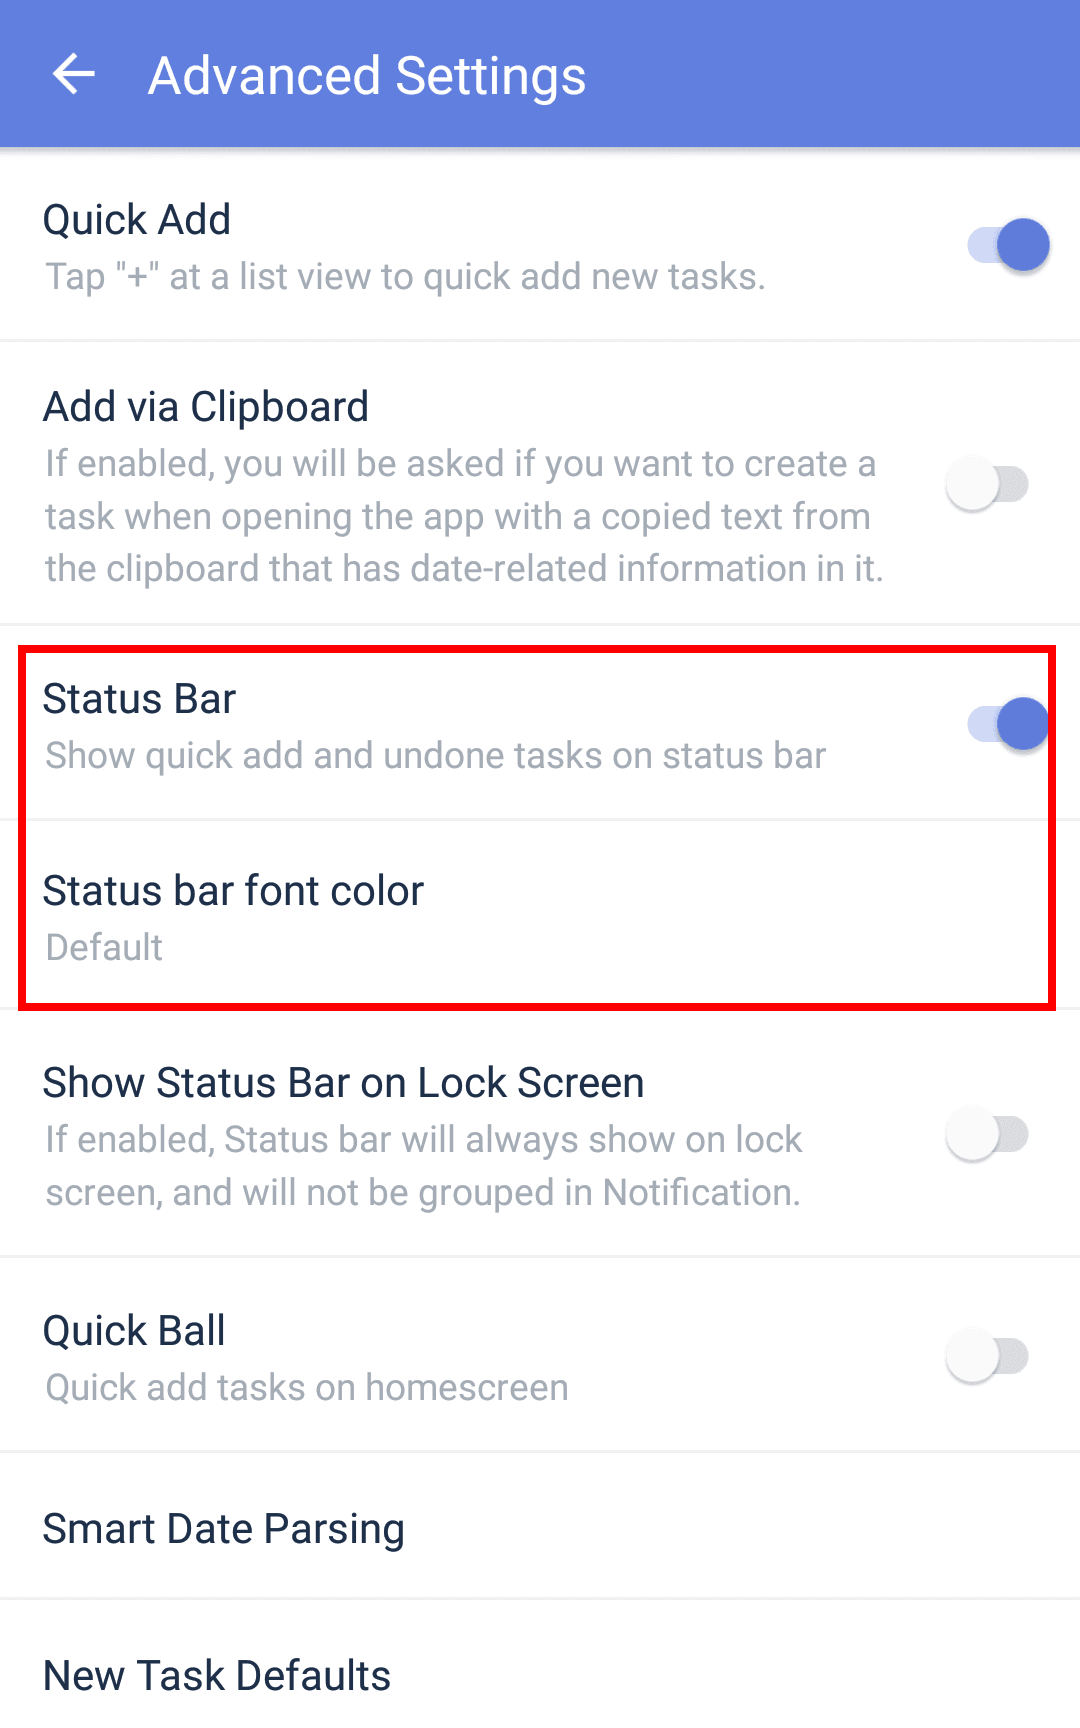 Advanced Settings
Quick Add
Tap "+" at a list view to quick add new tasks.
Add via Clipboard
If enabled, you will be asked if you want to create a
task when opening the app with a copied text from
the clipboard that has date-related information in it.
Status Bar
Show quick add and undone tasks on status bar
Status bar font color
Default
Show Status Bar on Lock Screen
If enabled, Status bar will always show on lock
screen, and will not be grouped in Notification.
Quick Ball
Quick add tasks on homescreen
Smart Date Parsing
New Task Defaults